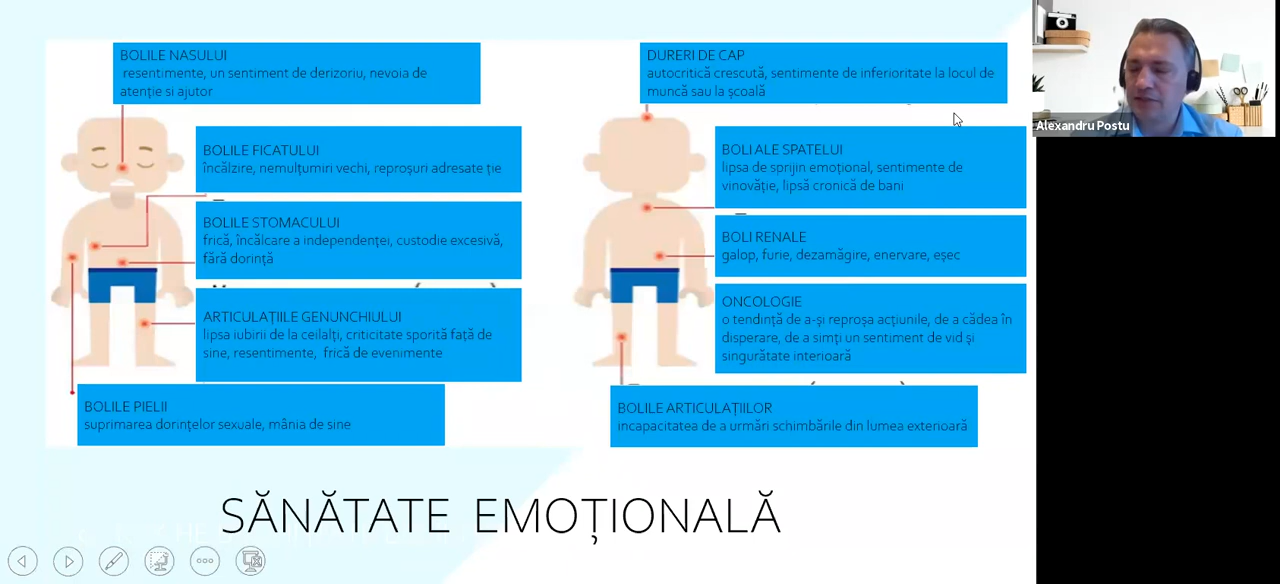 BOLILE NASULUI
resentimente, un sentiment de derizoriu, nevoia de
atenție si ajutor
BOLILE FICATULUI
încălzire, nemulțumiri vechi, reproșuri adresate ție
BOLILE STOMACULUI
frică, încălcare a independenței, custodie excesivă,
fără dorință
ARTICULAȚIILE GENUNCHIULUI
lipsa iubirii de la ceilalți, criticitate sporită față de
sine, resentimente, frică de evenimente
BOLILE PIELII
suprimarea dorințelor sexuale, mânia de sine
DURERI DE CAP
autocritică crescută, sentimente de inferioritate la locul de
muncă sau la școală
BOLI ALE SPATELUI
lipsa de sprijin emoțional, sentimente de
vinovăție, lipsă cronică de bani
BOLI RENALE
galop, furie, dezamăgire, enervare, eșec
ONCOLOGIE
o tendință de a-și reproșa acțiunile, de a cădea în
disperare, de a simți un sentiment de vid și
singurătate interioară
BOLILE ARTICULAȚIILOR
incapacitatea de a urmări schimbările din lumea exterioară
SĂNĂTATE EMOȚIONALĂ
Alexandru Postu